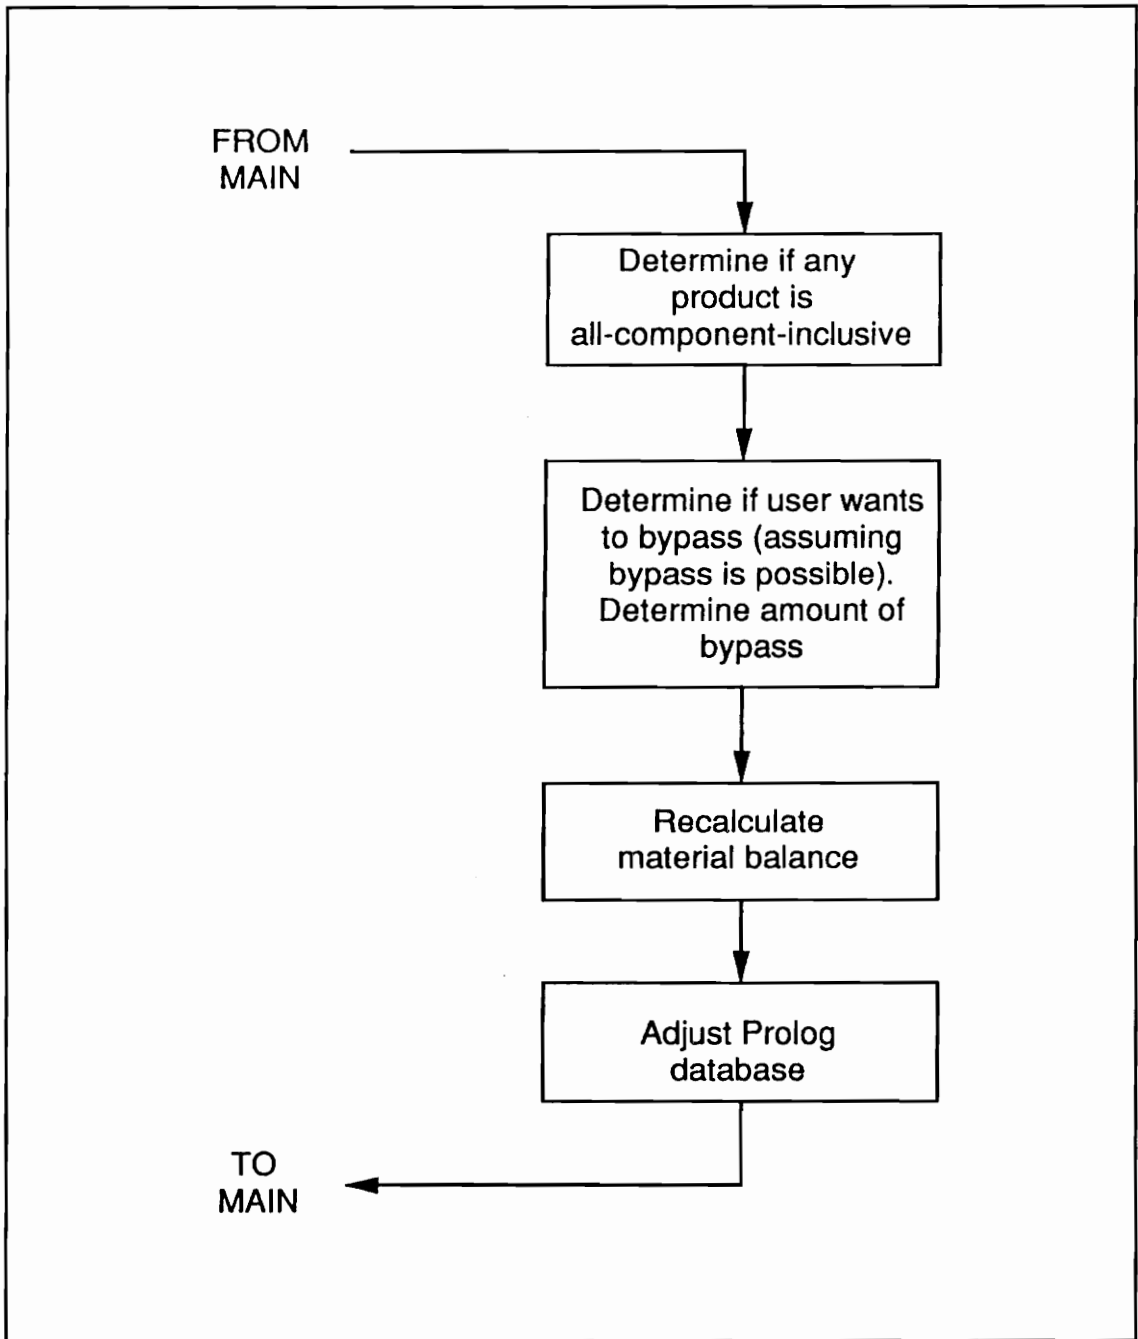 FROM
MAIN
Determine if any
product is
all-component-inclusive
Determine if user wants
to bypass (assuming
bypass is possible).
Determine amount of
bypass
Recalculate
material balance
Adjust Prolog
database
TO
MAIN